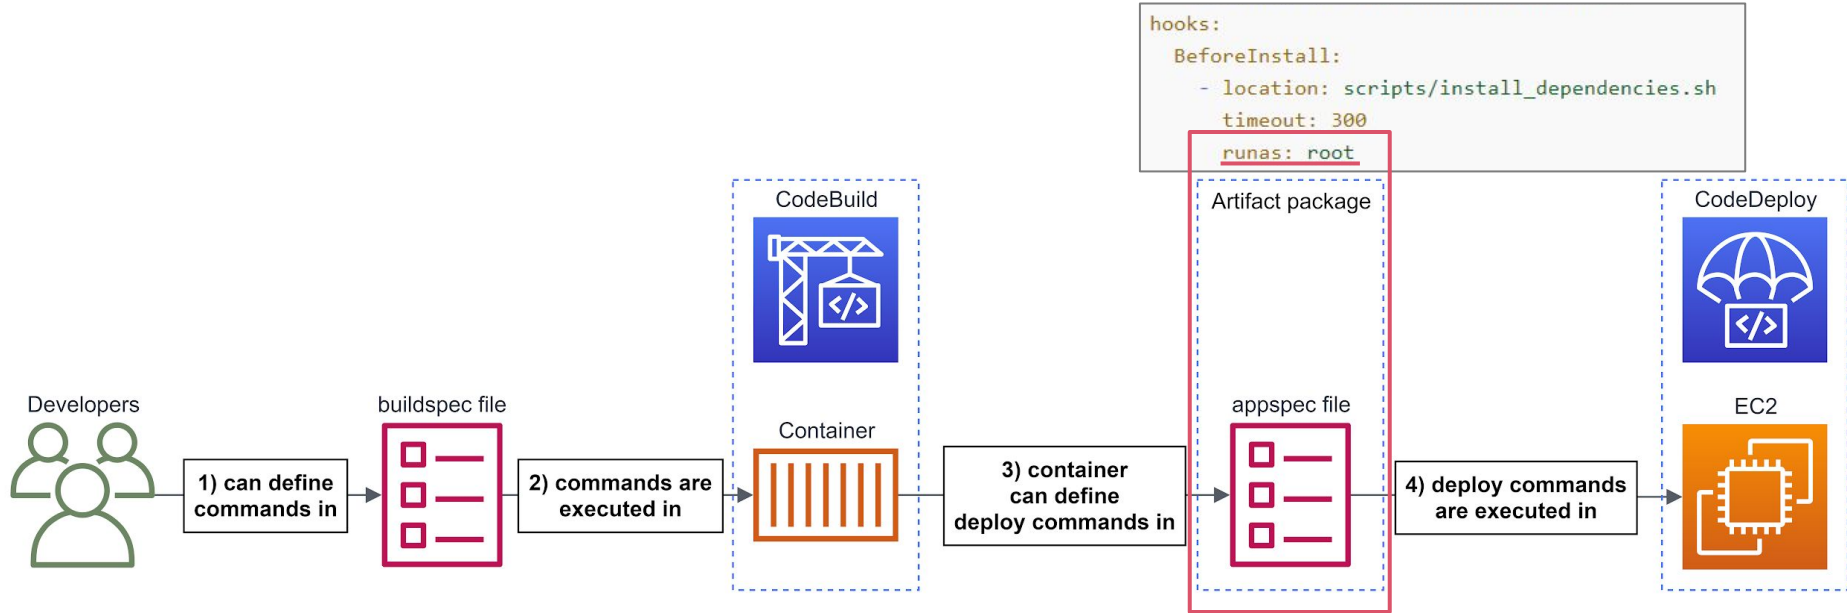 hooks:
BeforeInstall:
- location: scripts/install_dependencies.sh
timeout: 300
runas: root
CodeBuild
Artifact package
CodeDeploy
Developers
buildspec file
Container
appspec file
EC2
1) can define
commands in
2) commands are
executed in
3) container
can define
deploy commands in
4) deploy commands
are executed in